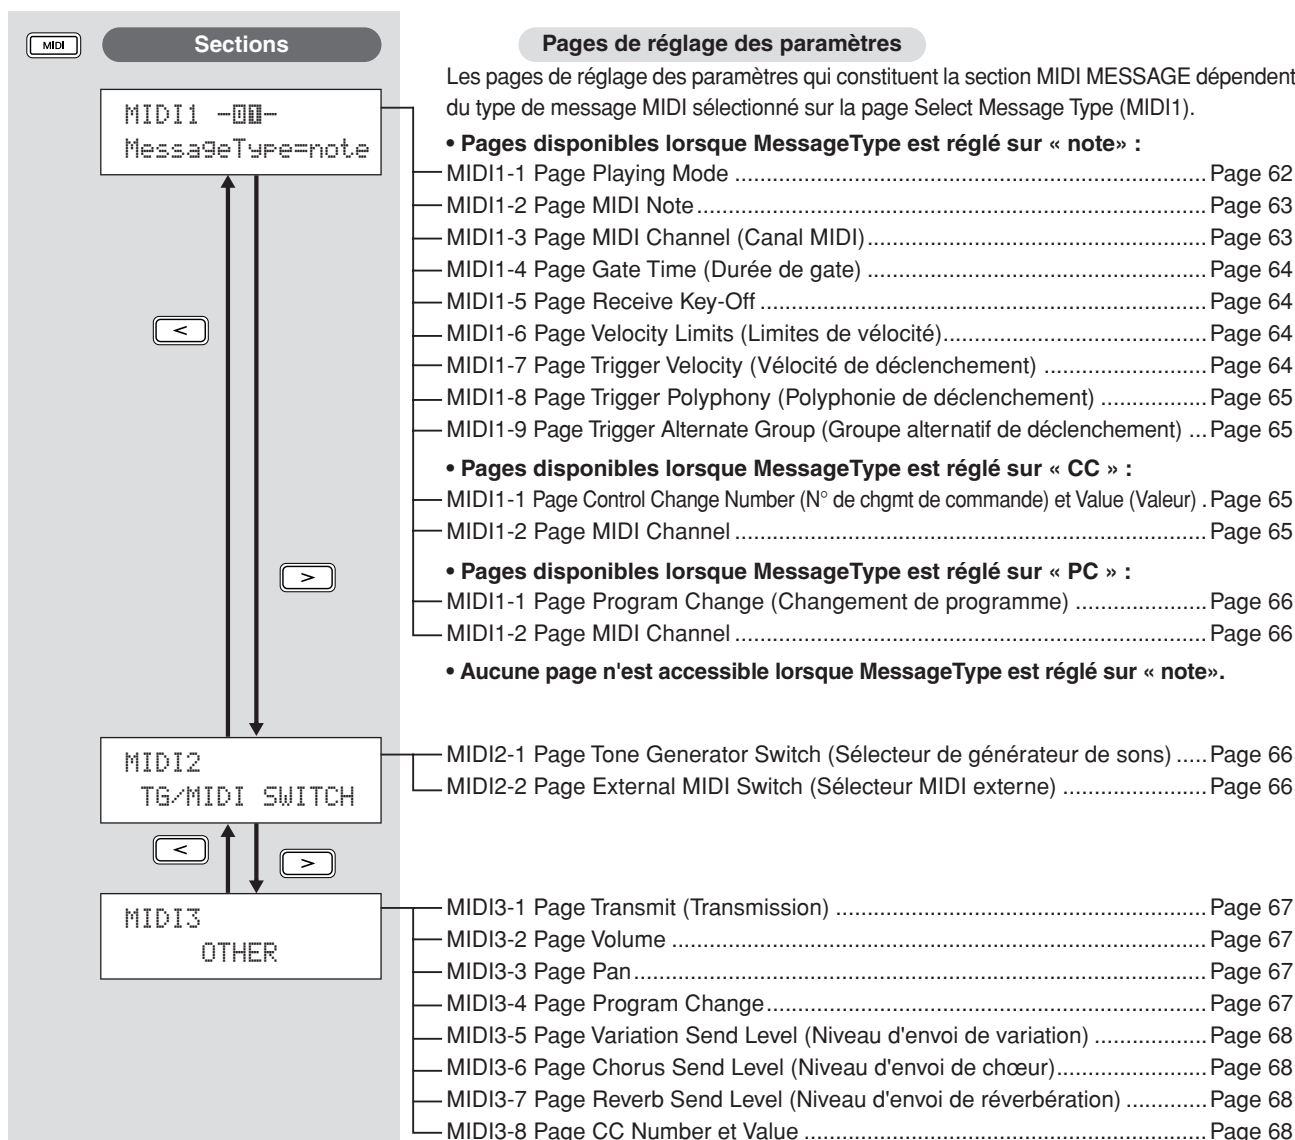 MIDI
Sections
Pages de réglage des paramètres
Les pages de réglage des paramètres qui constituent la section MIDI MESSAGE dépendent
du type de message MIDI sélectionné sur la page Select Message Type (MIDI1).
MIDI1 -01-
MessageType=note
• Pages disponibles lorsque MessageType est réglé sur « note» :
MIDI1-1 Page Playing Mode ............................................................... Page 62
MIDI1-2 Page MIDI Note .................................................................... Page 63
MIDI1-3 Page MIDI Channel (Canal MIDI) ............................................. Page 63
MIDI1-4 Page Gate Time (Durée de gate) ............................................. Page 64
MIDI1-5 Page Receive Key-Off ........................................................... Page 64
<
MIDI1-6 Page Velocity Limits (Limites de vélocité) ................................... Page 64
MIDI1-7 Page Trigger Velocity (Vélocité de déclenchement) ..................... Page 64
MIDI1-8 Page Trigger Polyphony (Polyphonie de déclenchement) .............. Page 65
MIDI1-9 Page Trigger Alternate Group (Groupe alternatif de déclenchement) ... Page 65
• Pages disponibles lorsque MessageType est réglé sur « CC » :
MIDI1-1 Page Control Change Number (N° de chgmt de commande) et Value (Valeur) . Page 65
MIDI1-2 Page MIDI Channel ............................................................... Page 65
>
• Pages disponibles lorsque MessageType est réglé sur « PC » :
MIDI1-1 Page Program Change (Changement de programme) ..................... Page 66
MIDI1-2 Page MIDI Channel ............................................................... Page 66
• Aucune page n'est accessible lorsque MessageType est réglé sur « note».
MIDI2
TG/MIDI SWITCH
MIDI2-1 Page Tone Generator Switch (Sélecteur de générateur de sons) ..... Page 66
MIDI2-2 Page External MIDI Switch (Sélecteur MIDI externe) ....................... Page 66
<
>
MIDI3
OTHER
MIDI3-1 Page Transmit (Transmission) ................................................. Page 67
MIDI3-2 Page Volume ....................................................................... Page 67
MIDI3-3 Page Pan ............................................................................ Page 67
MIDI3-4 Page Program Change ........................................................... Page 67
MIDI3-5 Page Variation Send Level (Niveau d'envoi de variation) ............... Page 68
MIDI3-6 Page Chorus Send Level (Niveau d'envoi de chœur) .................... Page 68
MIDI3-7 Page Reverb Send Level (Niveau d'envoi de réverbération) ............. Page 68
MIDI3-8 Page CC Number et Value ...................................................... Page 68